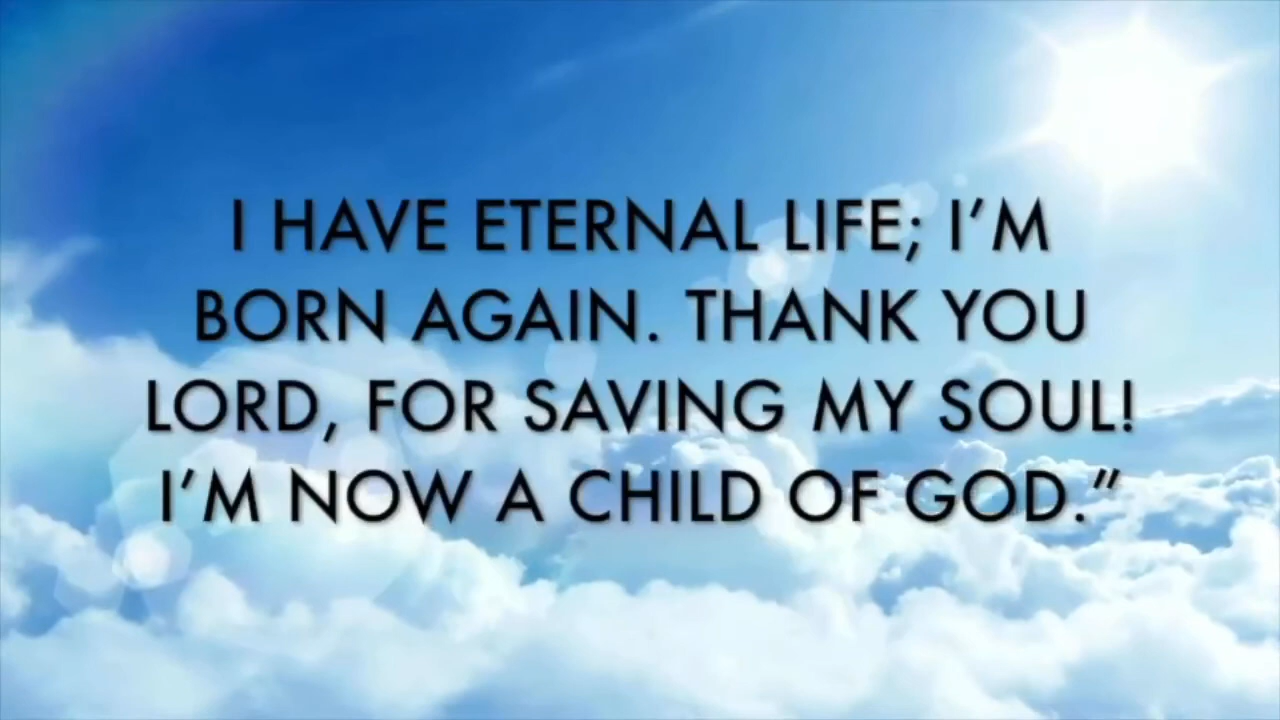 I HAVE ETERNAL LIFE; I’M
BORN AGAIN. THANK YOU
LORD, FOR SAVING MY SOUL!
I’M NOW A CHILD OF GOD.”